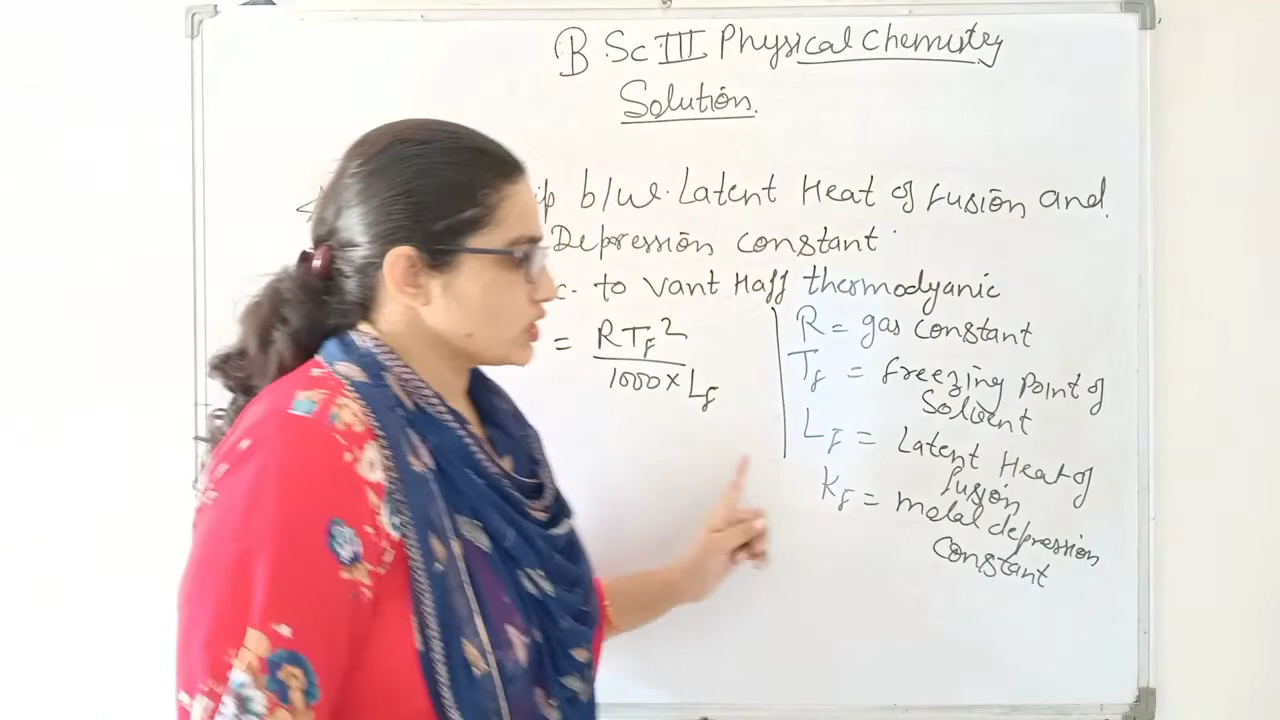 B Sc III Physical Chemistry
Solution.
ip b/w Latent Heat of fusion and
Depression constant
c. to Vant Haff thermodyanic
= RTF2
1000 × Lf
R = gas constant
Tf = freezing point of
Solvent
LF = Latent Heat of
fusion
kF = molal depression
constant